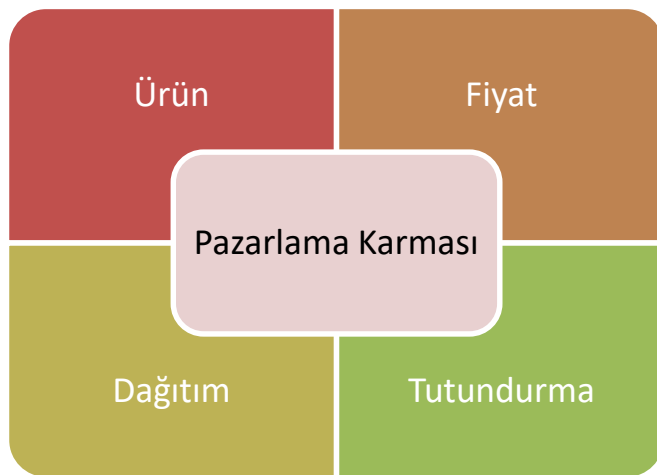 Ürün
Fiyat
Pazarlama Karması
Dağıtım
Tutundurma